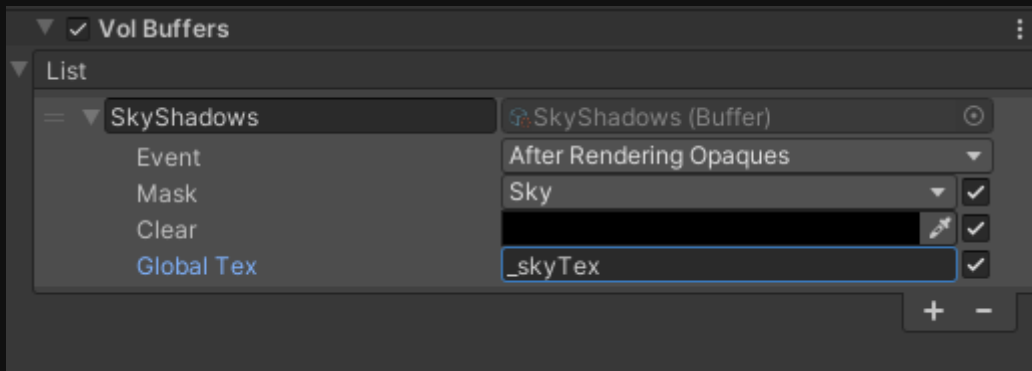 Vol Buffers
List
SkyShadows SkyShadows (Buffer)
Event After Rendering Opaques
Mask Sky
Clear
Global Tex _skyTex
+ −